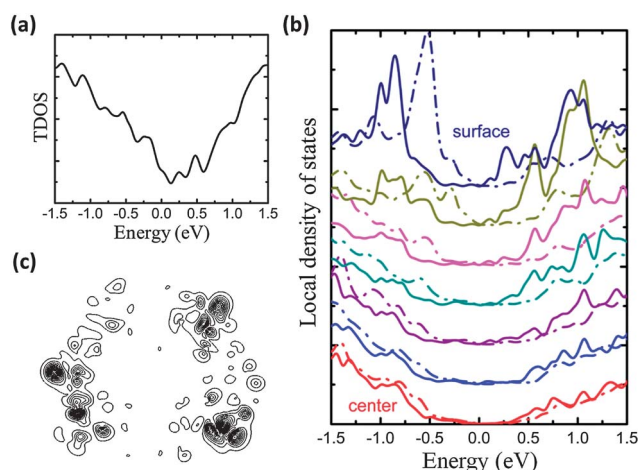 (a)
TDOS
-1.5 -1.0 -0.5 0.0 0.5 1.0 1.5
Energy (eV)
(b)
surface
center
Local density of states
-1.5 -1.0 -0.5 0.0 0.5 1.0 1.5
Energy (eV)
(c)